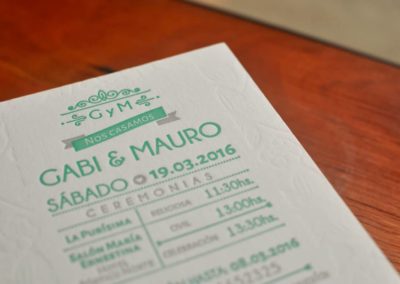 G y M
NOS CASAMOS
GABI & MAURO
SÁBADO 19.03.2016
CEREMONIAS
LA PURÍSIMA RELIGIOSA 11:30hs.
SALÓN MARÍA ERNESTINA CIVIL 13:00hs.
CELEBRACIÓN 13:30hs.
08.03.2016